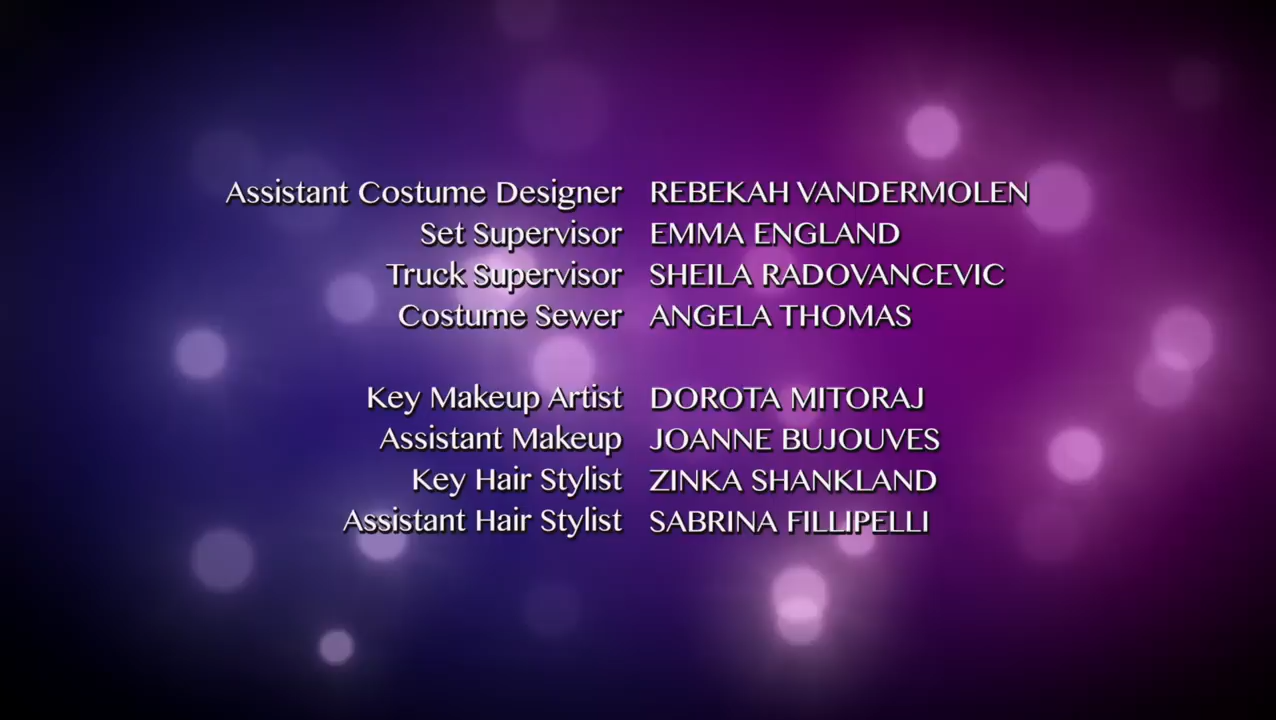 Assistant Costume Designer REBEKAH VANDERMOLEN
Set Supervisor EMMA ENGLAND
Truck Supervisor SHEILA RADOVANCEVIC
Costume Sewer ANGELA THOMAS
Key Makeup Artist DOROTA MITORAJ
Assistant Makeup JOANNE BUJOUVES
Key Hair Stylist ZINKA SHANKLAND
Assistant Hair Stylist SABRINA FILLIPELLI